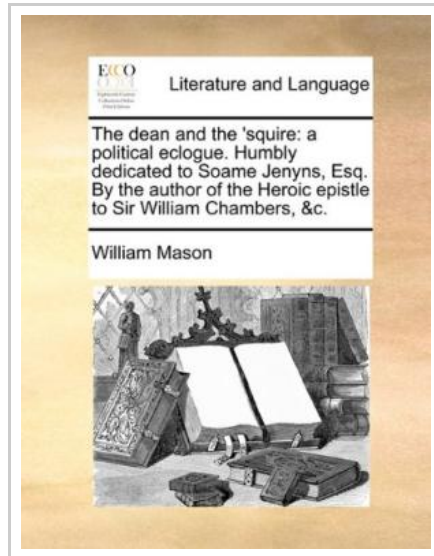 ECCO
Literature and Language
The dean and the 'squire: a
political eclogue. Humbly
dedicated to Soame Jenyns, Esq.
By the author of the Heroic epistle
to Sir William Chambers, &c.
William Mason